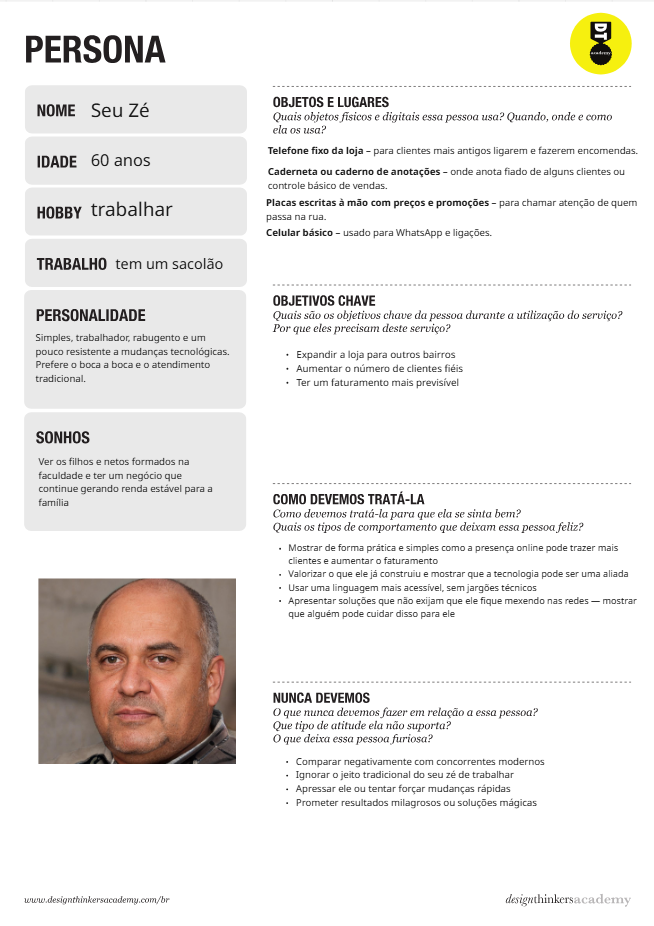 PERSONA
DT
academy
NOME Seu Zé
IDADE 60 anos
HOBBY trabalhar
TRABALHO tem um sacolão
PERSONALIDADE
Simples, trabalhador, rabugento e um
pouco resistente a mudanças tecnológicas.
Prefere o boca a boca e o atendimento
tradicional.
SONHOS
Ver os filhos e netos formados na
faculdade e ter um negócio que
continue gerando renda estável para a
família
OBJETOS E LUGARES
Quais objetos físicos e digitais essa pessoa usa? Quando, onde e como
ela os usa?
Telefone fixo da loja – para clientes mais antigos ligarem e fazerem encomendas.
Caderneta ou caderno de anotações – onde anota fiado de alguns clientes ou
controle básico de vendas.
Placas escritas à mão com preços e promoções – para chamar atenção de quem
passa na rua.
Celular básico – usado para WhatsApp e ligações.
OBJETIVOS CHAVE
Quais são os objetivos chave da pessoa durante a utilização do serviço?
Por que eles precisam deste serviço?
• Expandir a loja para outros bairros
• Aumentar o número de clientes fiéis
• Ter um faturamento mais previsível
COMO DEVEMOS TRATÁ-LA
Como devemos tratá-la para que ela se sinta bem?
Quais os tipos de comportamento que deixam essa pessoa feliz?
• Mostrar de forma prática e simples como a presença online pode trazer mais
clientes e aumentar o faturamento
• Valorizar o que ele já construiu e mostrar que a tecnologia pode ser uma aliada
• Usar uma linguagem mais acessível, sem jargões técnicos
• Apresentar soluções que não exijam que ele fique mexendo nas redes — mostrar
que alguém pode cuidar disso para ele
NUNCA DEVEMOS
O que nunca devemos fazer em relação a essa pessoa?
Que tipo de atitude ela não suporta?
O que deixa essa pessoa furiosa?
• Comparar negativamente com concorrentes modernos
• Ignorar o jeito tradicional do seu zé de trabalhar
• Apressar ele ou tentar forçar mudanças rápidas
• Prometer resultados milagrosos ou soluções mágicas
www.designthinkersacademy.com/br
designthinkersacademy